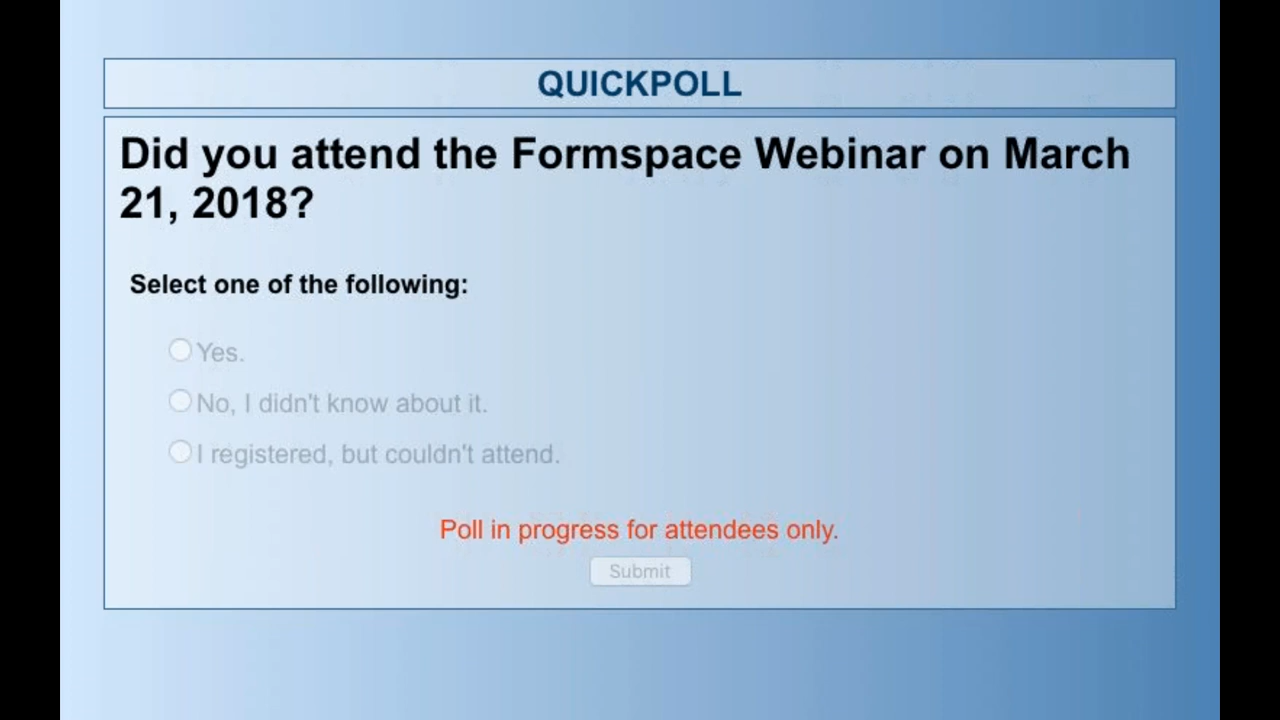 QUICKPOLL
Did you attend the Formspace Webinar on March
21, 2018?
Select one of the following:
Yes.
No, I didn't know about it.
I registered, but couldn't attend.
Poll in progress for attendees only.
Submit